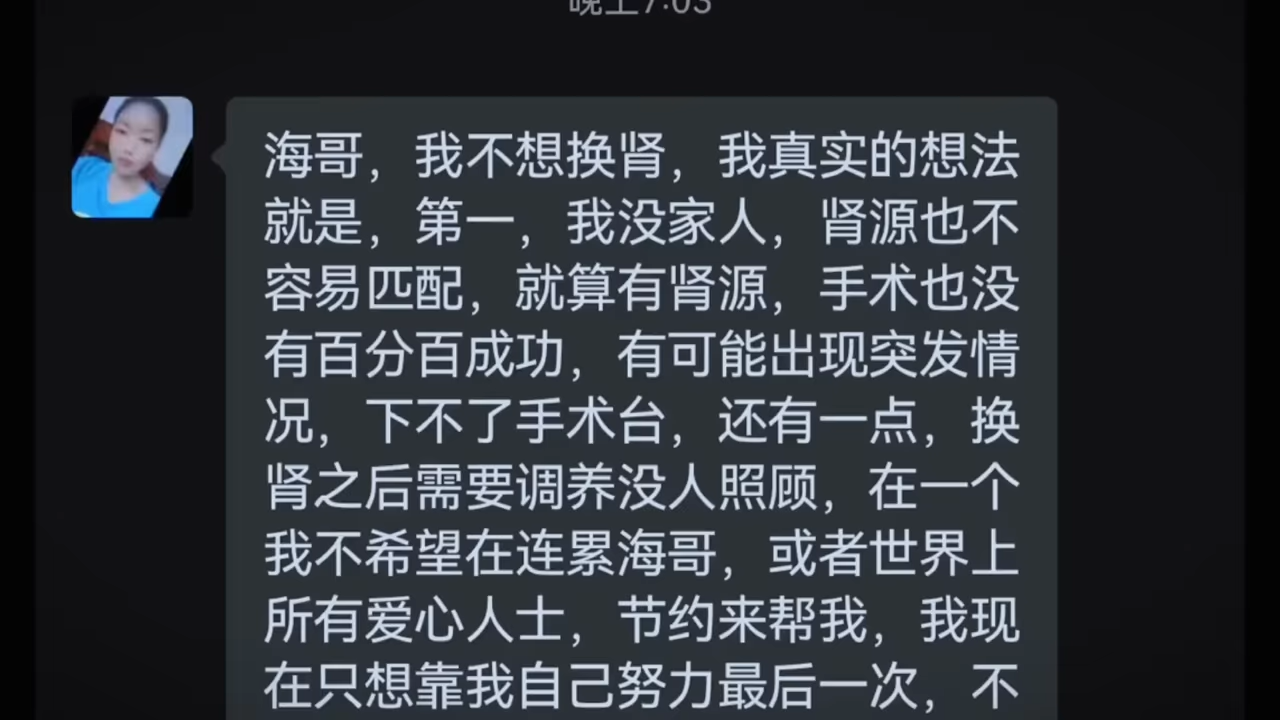 晚上7:03
海哥，我不想换肾，我真实的想法
就是，第一，我没家人，肾源也不
容易匹配，就算有肾源，手术也没
有百分百成功，有可能出现突发情
况，下不了手术台，还有一点，换
肾之后需要调养没人照顾，在一个
我不希望在连累海哥，或者世界上
所有爱心人士，节约来帮我，我现
在只想靠我自己努力最后一次，不